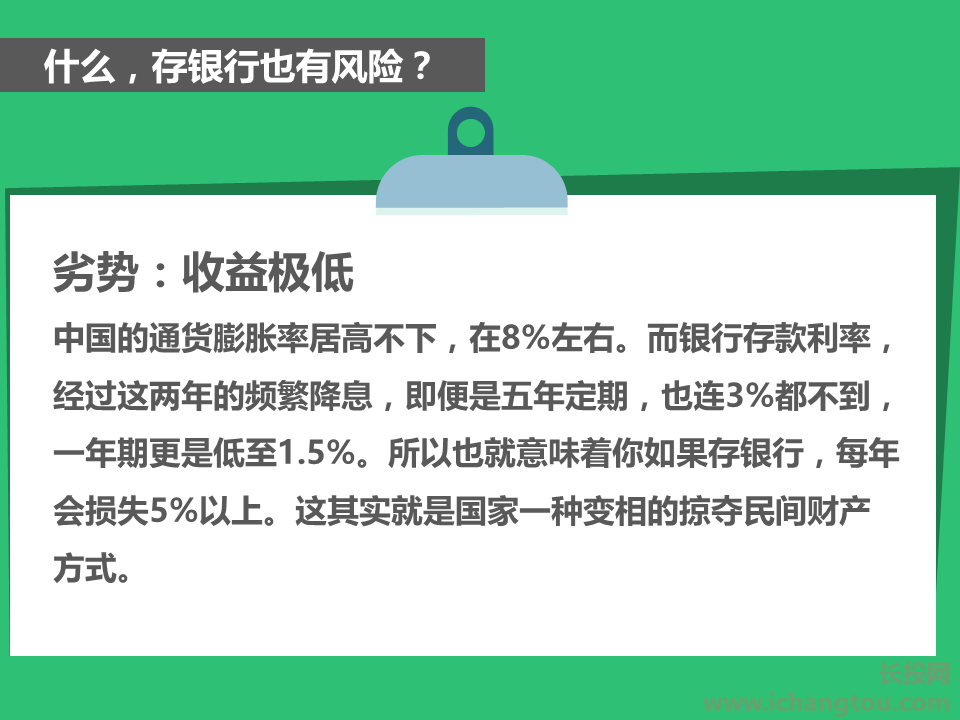 什么，存银行也有风险？
劣势：收益极低
中国的通货膨胀率居高不下，在8%左右。而银行存款利率，
经过这两年的频繁降息，即便是五年定期，也连3%都不到，
一年期更是低至1.5%。所以也就意味着你如果存银行，每年
会损失5%以上。这其实就是国家一种变相的掠夺民间财产
方式。
长投网
www.ichangtou.com